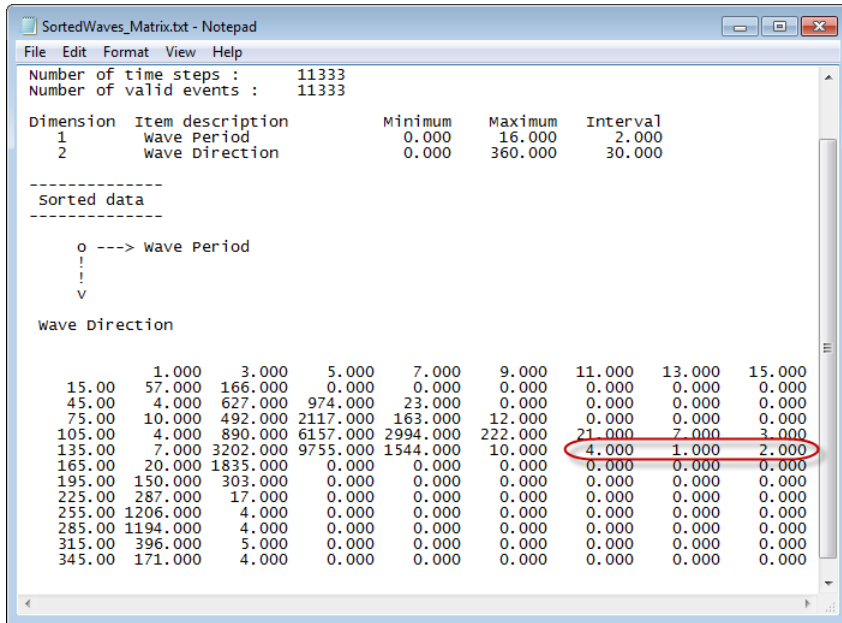 SortedWaves_Matrix.txt - Notepad
File Edit Format View Help
Number of time steps : 11333
Number of valid events : 11333
Dimension Item description Minimum Maximum Interval
1 Wave Period 0.000 16.000 2.000
2 Wave Direction 0.000 360.000 30.000
--------------
Sorted data
--------------
o ---> Wave Period
!
!
v
Wave Direction
1.000 3.000 5.000 7.000 9.000 11.000 13.000 15.000
15.00 57.000 166.000 0.000 0.000 0.000 0.000 0.000 0.000
45.00 4.000 627.000 974.000 23.000 0.000 0.000 0.000 0.000
75.00 10.000 492.000 2117.000 163.000 12.000 0.000 0.000 0.000
105.00 4.000 890.000 6157.000 2994.000 222.000 21.000 7.000 3.000
135.00 7.000 3202.000 9755.000 1544.000 10.000 4.000 1.000 2.000
165.00 20.000 1835.000 0.000 0.000 0.000 0.000 0.000 0.000
195.00 150.000 303.000 0.000 0.000 0.000 0.000 0.000 0.000
225.00 287.000 17.000 0.000 0.000 0.000 0.000 0.000 0.000
255.00 1206.000 4.000 0.000 0.000 0.000 0.000 0.000 0.000
285.00 1194.000 4.000 0.000 0.000 0.000 0.000 0.000 0.000
315.00 396.000 5.000 0.000 0.000 0.000 0.000 0.000 0.000
345.00 171.000 4.000 0.000 0.000 0.000 0.000 0.000 0.000